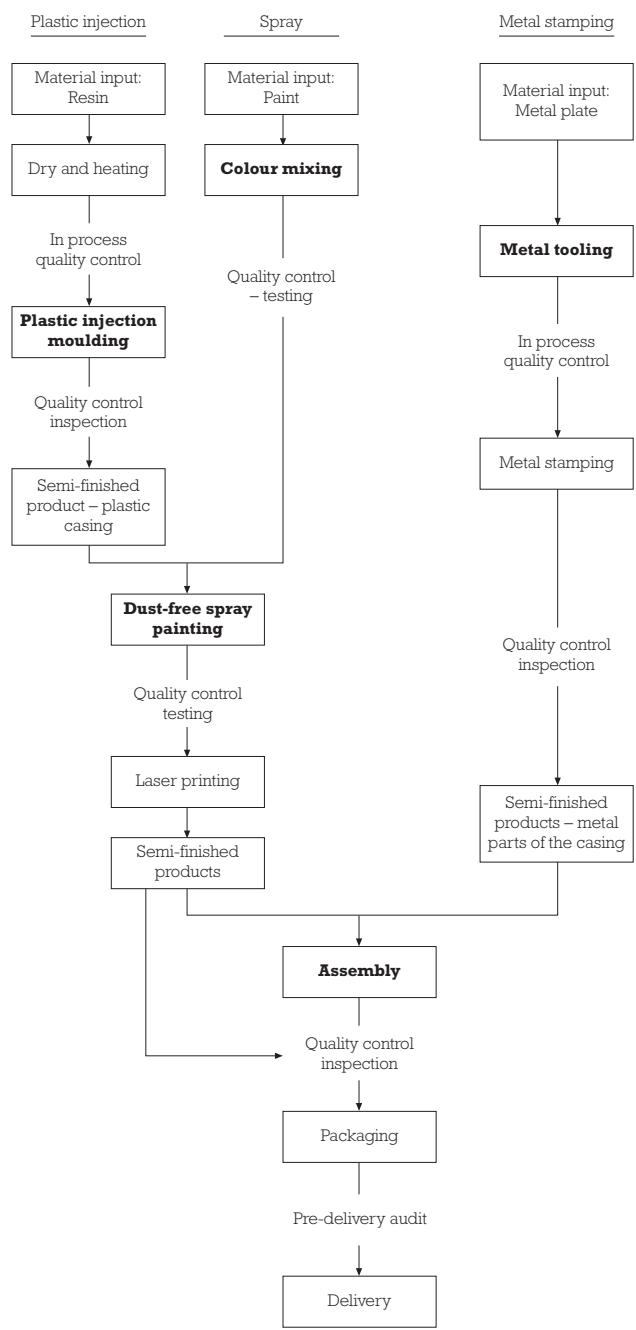 Plastic injection
Spray
Metal stamping
Material input:
Resin
Material input:
Paint
Material input:
Metal plate
Dry and heating
Colour mixing
In process
quality control
Quality control
– testing
Metal tooling
Plastic injection
moulding
In process
quality control
Quality control
inspection
Metal stamping
Semi-finished
product – plastic
casing
Dust-free spray
painting
Quality control
inspection
Quality control
testing
Laser printing
Semi-finished
products – metal
parts of the casing
Semi-finished
products
Assembly
Quality control
inspection
Packaging
Pre-delivery audit
Delivery